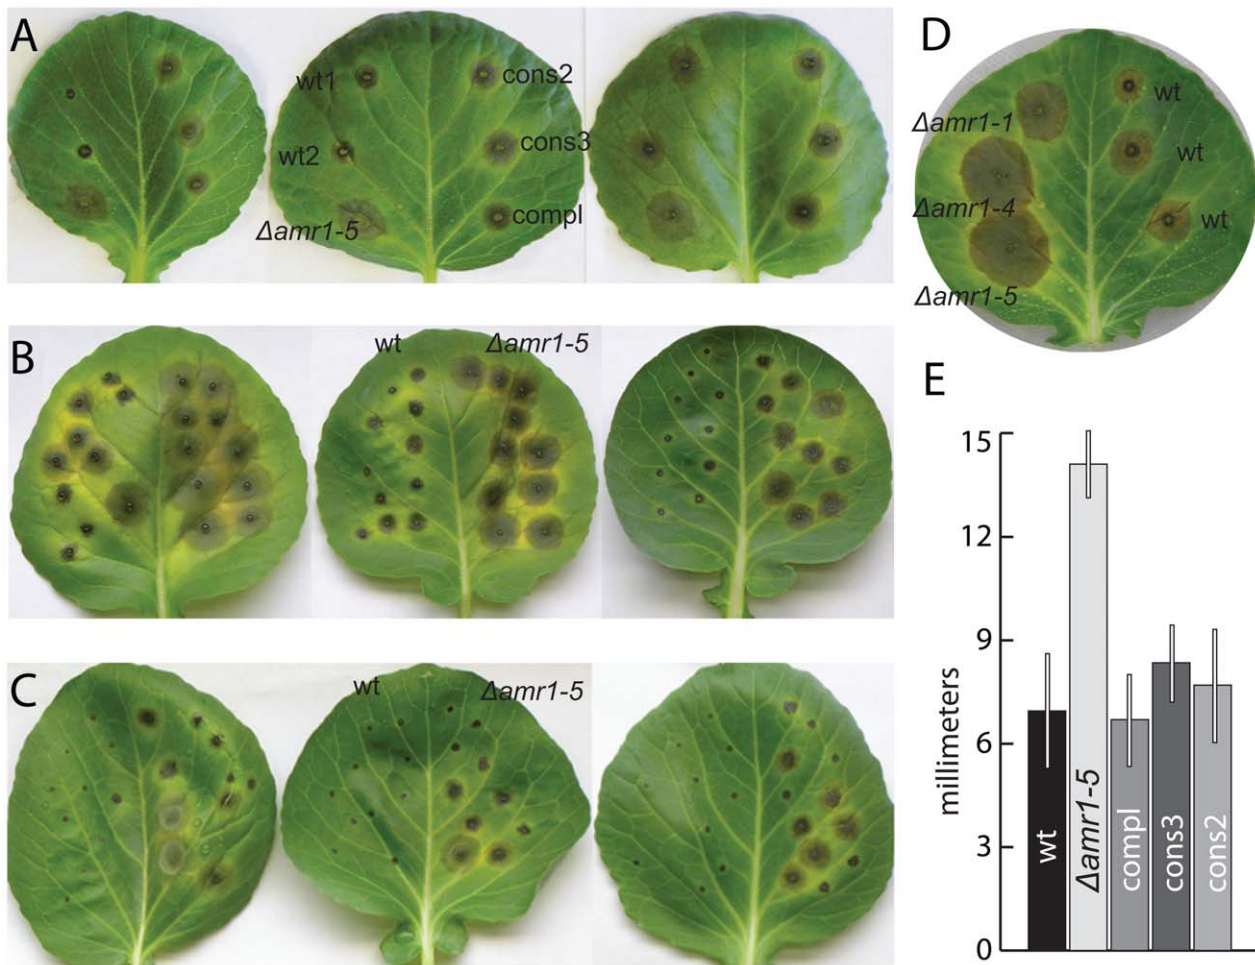 A
wt1
cons2
wt2
cons3
Δamr1-5
compl
D
Δamr1-1
wt
wt
Δamr1-4
wt
Δamr1-5
B
wt
Δamr1-5
C
wt
Δamr1-5
E
15
12
9
6
3
0
millimeters
wt
Δamr1-5
compl
cons3
cons2